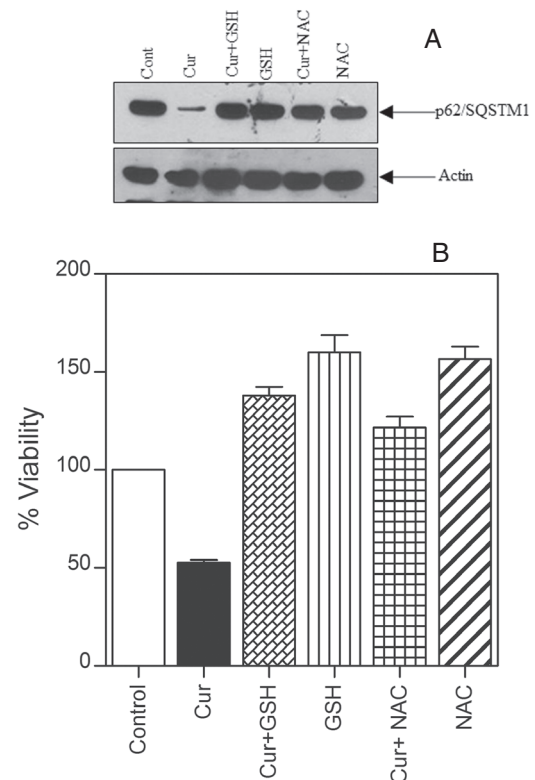 A
Cont
Cur
Cur+GSH
GSH
Cur+NAC
NAC
p62/SQSTM1
Actin
B
200
150
100
50
0
% Viability
Control
Cur
Cur+GSH
GSH
Cur+ NAC
NAC